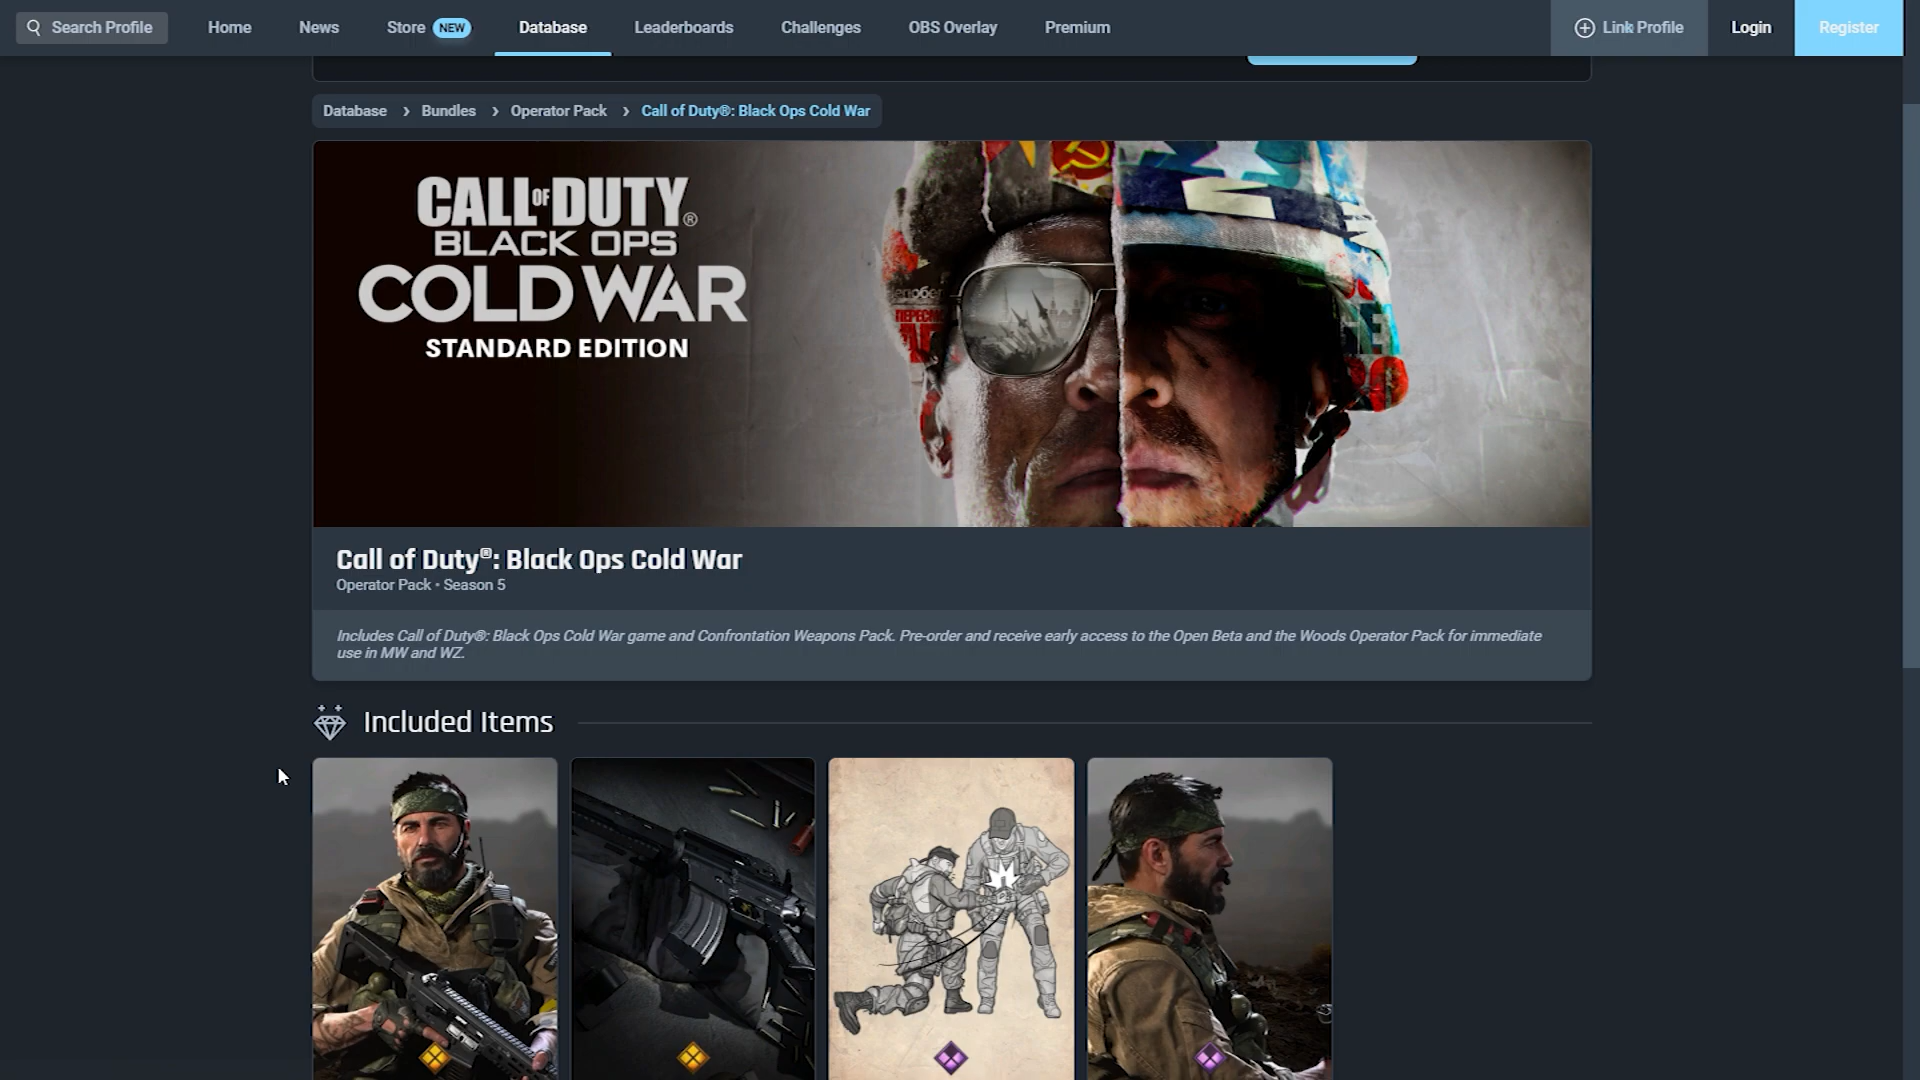 Search Profile Home News Store NEW Database Leaderboards Challenges OBS Overlay Premium Link Profile Login Register
Database › Bundles › Operator Pack › Call of Duty®: Black Ops Cold War
CALL OF DUTY®
BLACK OPS
COLD WAR
STANDARD EDITION
Call of Duty®: Black Ops Cold War
Operator Pack • Season 5
Includes Call of Duty®: Black Ops Cold War game and Confrontation Weapons Pack. Pre-order and receive early access to the Open Beta and the Woods Operator Pack for immediate
use in MW and WZ.
Included Items